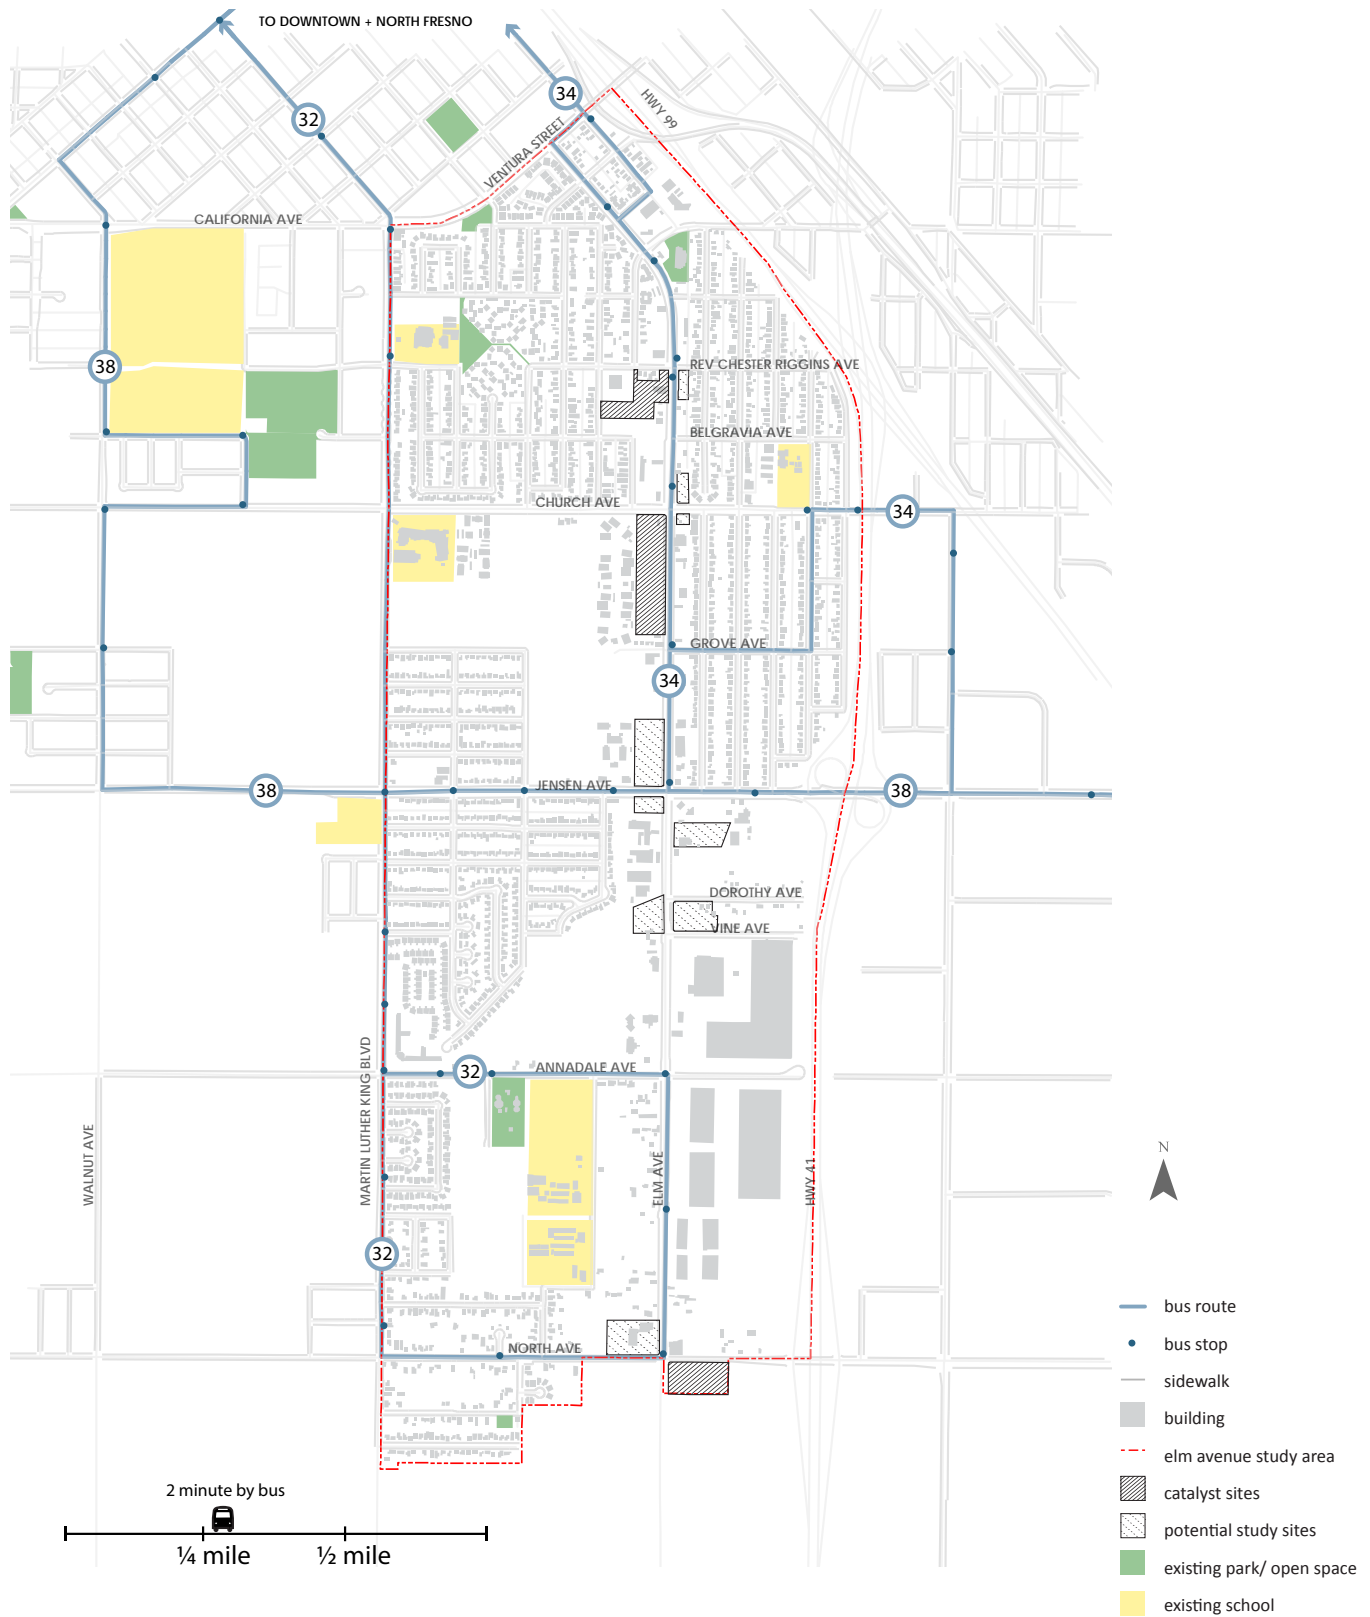 TO DOWNTOWN + NORTH FRESNO
34
32
HWY 99
VENTURA STREET
CALIFORNIA AVE
38
REV CHESTER RIGGINS AVE
BELGRAVIA AVE
CHURCH AVE
34
GROVE AVE
34
JENSEN AVE
38
38
DOROTHY AVE
VINE AVE
MARTIN LUTHER KING BLVD
32
ANNADALE AVE
WALNUT AVE
ELM AVE
HWY 41
N
32
NORTH AVE
bus route
bus stop
sidewalk
building
elm avenue study area
catalyst sites
potential study sites
existing park/ open space
existing school
2 minute by bus
¼ mile
½ mile